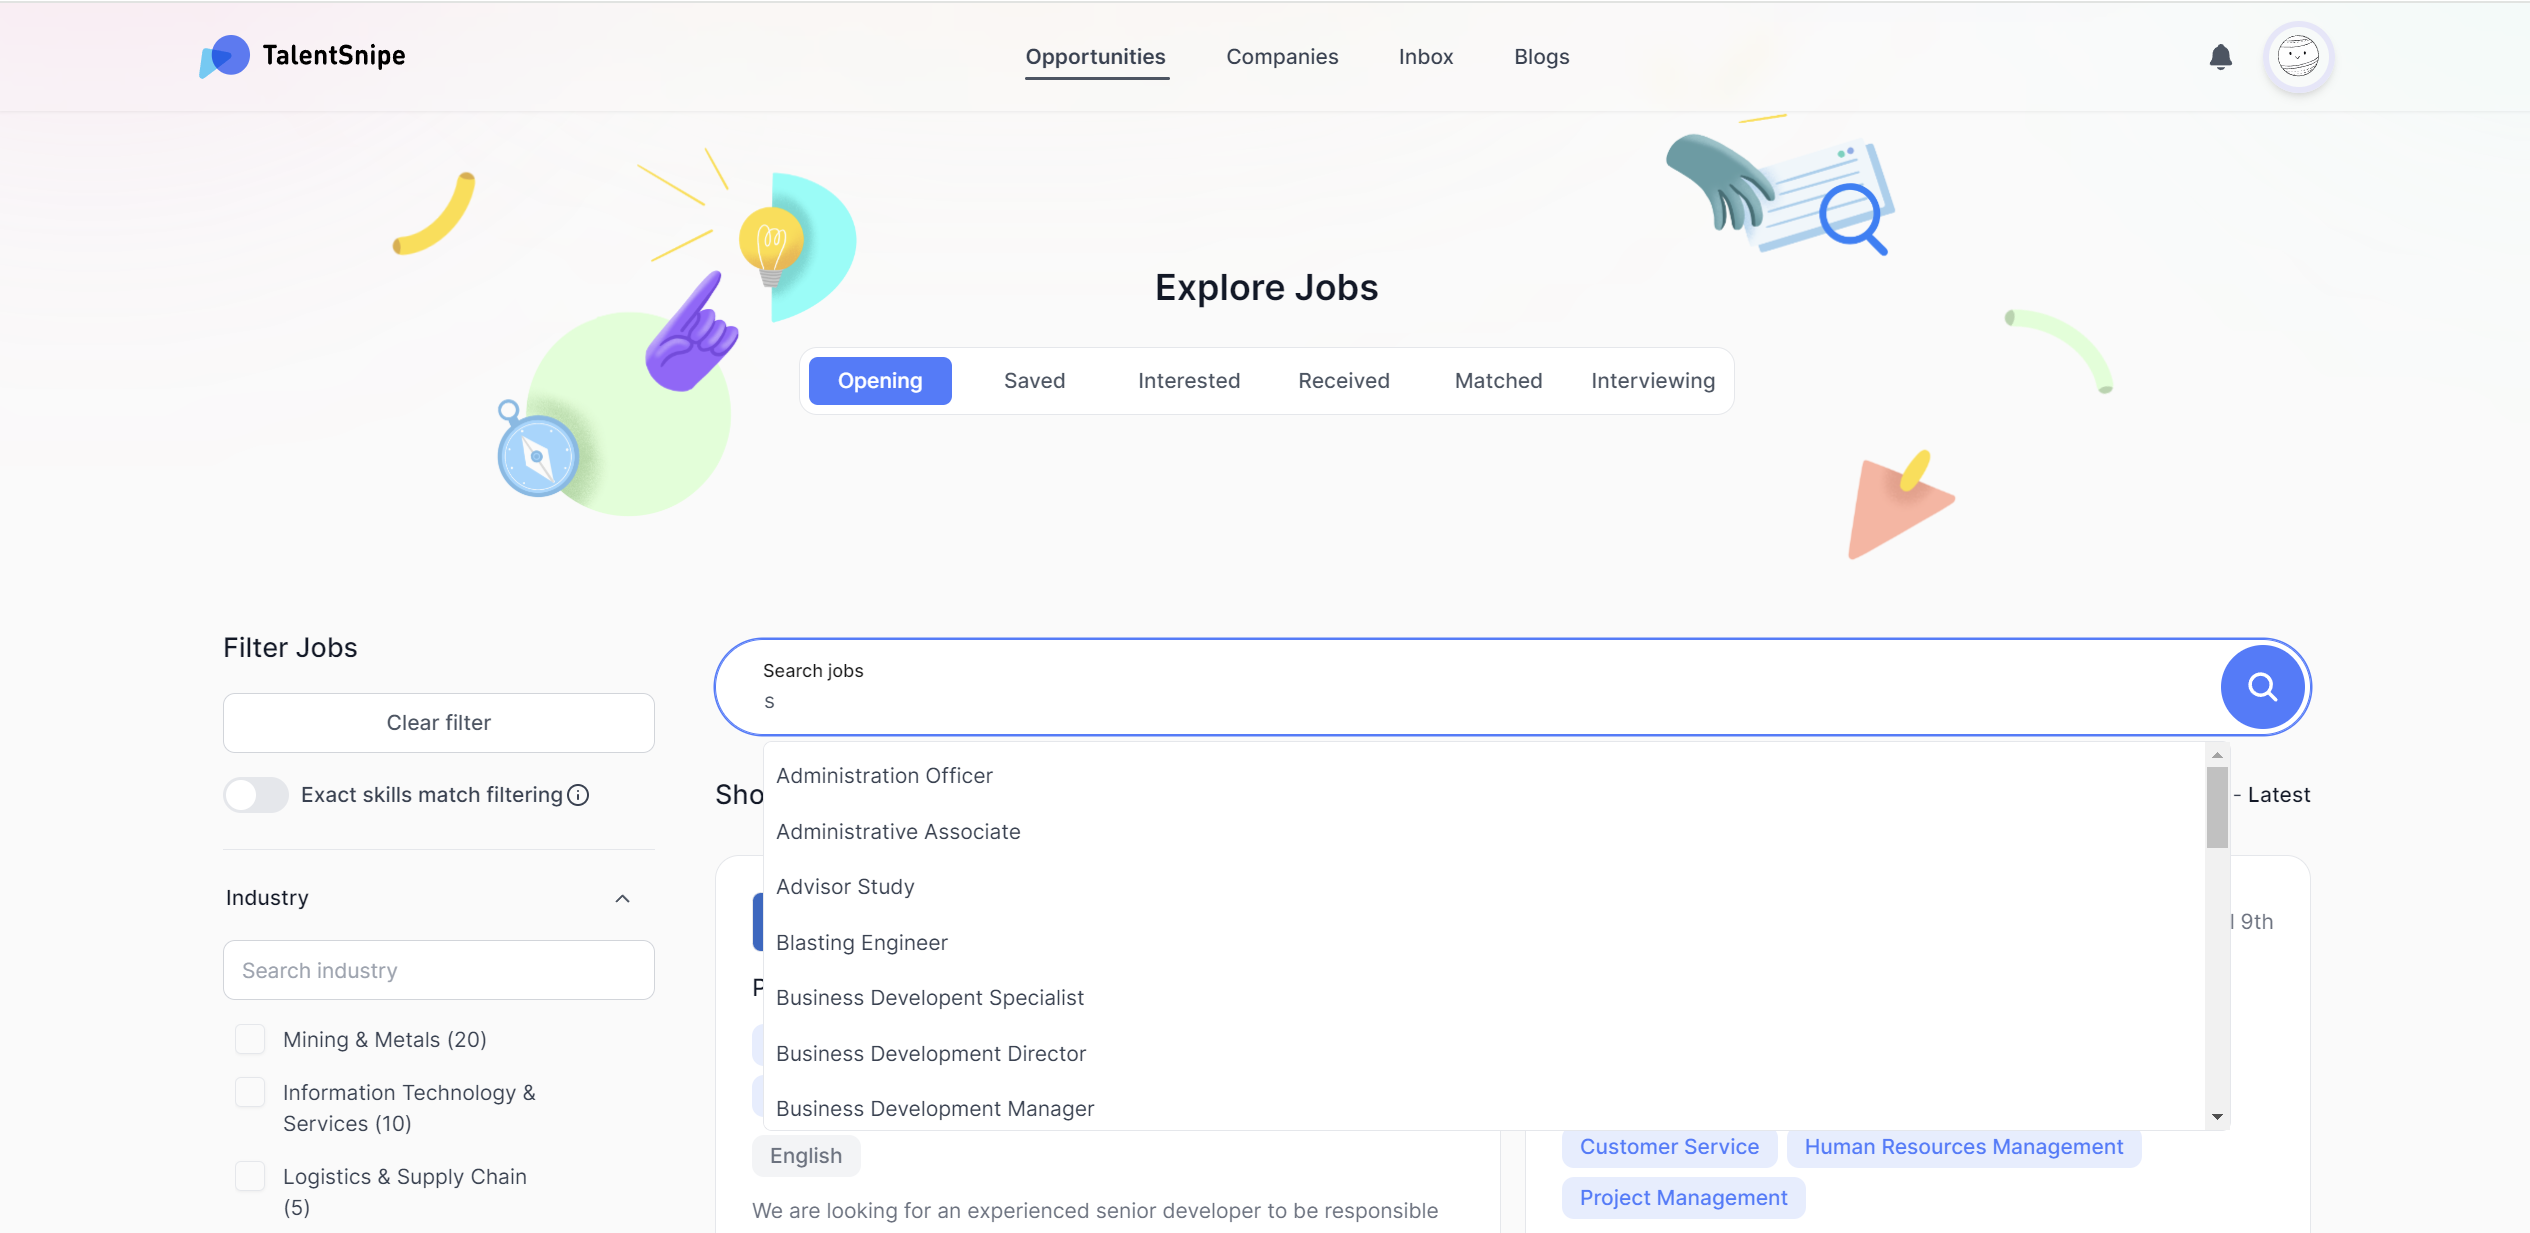 TalentSnipe
Opportunities
Companies
Inbox
Blogs
Explore Jobs
Opening
Saved
Interested
Received
Matched
Interviewing
Filter Jobs
Clear filter
Exact skills match filtering
Industry
Search industry
Mining & Metals (20)
Information Technology &
Services (10)
Logistics & Supply Chain
(5)
Search jobs
s
Administration Officer
Administrative Associate
Advisor Study
Blasting Engineer
Business Developent Specialist
Business Development Director
Business Development Manager
- Latest
9th
English
We are looking for an experienced senior developer to be responsible
Customer Service
Human Resources Management
Project Management